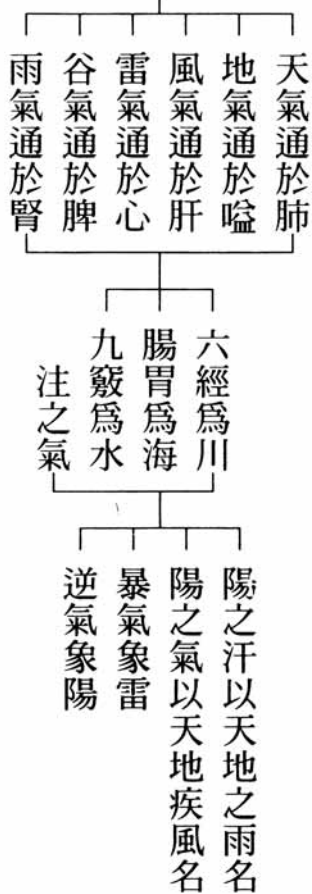 天氣通於肺
地氣通於嗌
風氣通於肝
雷氣通於心
谷氣通於脾
雨氣通於腎
六經爲川
腸胃爲海
九竅爲水
注之氣
陽之汗以天地之雨名
陽之氣以天地疾風名
暴氣象雷
逆氣象陽